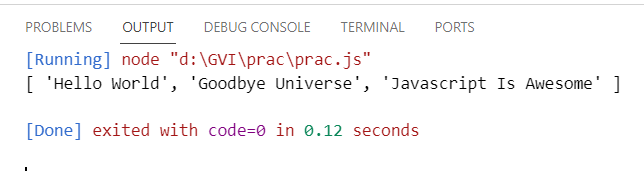 PROBLEMS OUTPUT DEBUG CONSOLE TERMINAL PORTS
[Running] node "d:\GVI\prac\prac.js"
[ 'Hello World', 'Goodbye Universe', 'Javascript Is Awesome' ]
[Done] exited with code=0 in 0.12 seconds